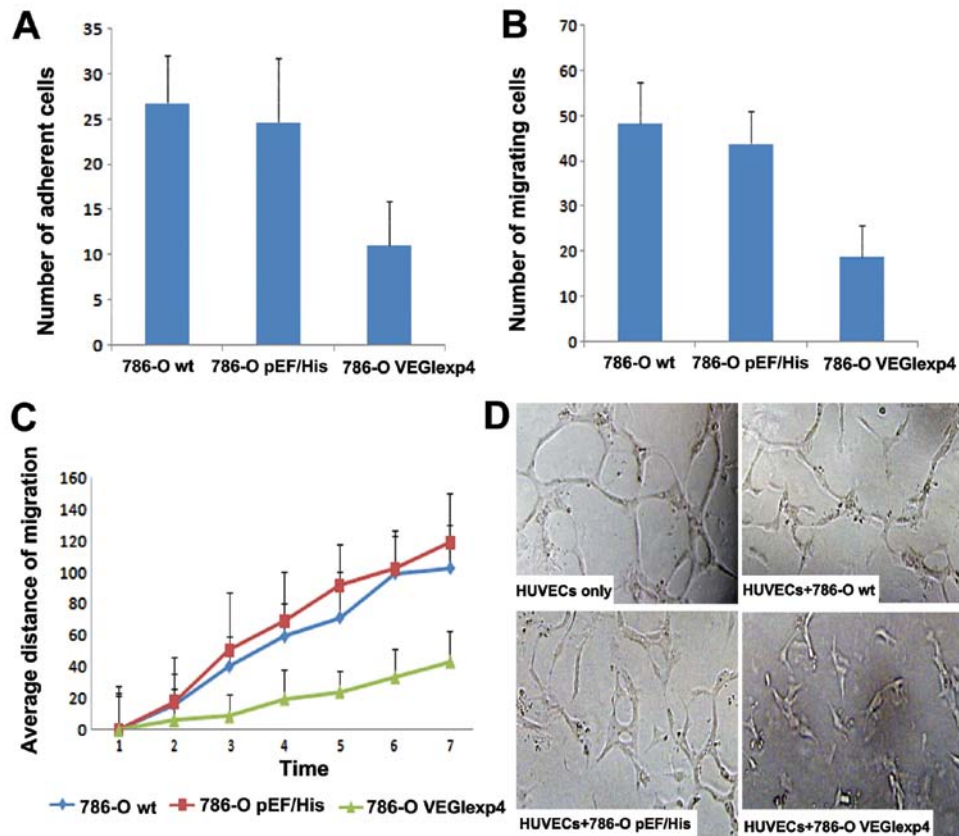 A
Number of adherent cells
35
30
25
20
15
10
5
0
786-O wt
786-O pEF/His
786-O VEGIexp4
B
Number of migrating cells
70
60
50
40
30
20
10
0
786-O wt
786-O pEF/His
786-O VEGIexp4
C
Average distance of migration
160
140
120
100
80
60
40
20
0
1 2 3 4 5 6 7
Time
786-O wt
786-O pEF/His
786-O VEGIexp4
D
HUVECs only
HUVECs+786-O wt
HUVECs+786-O pEF/His
HUVECs+786-O VEGIexp4